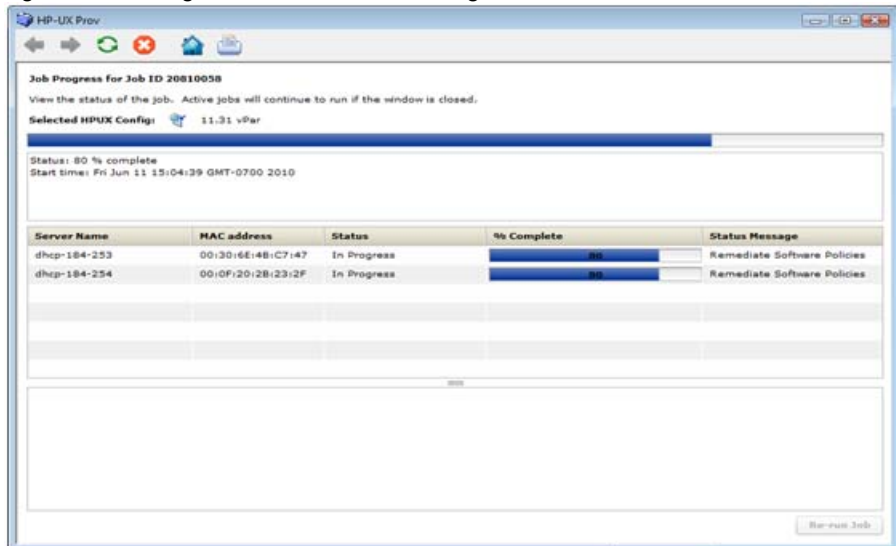 HP-UX Prov
Job Progress for Job ID 20810058
View the status of the job. Active jobs will continue to run if the window is closed.
Selected HPUX Config: 11.31 vPar
Status: 80 % complete
Start time: Fri Jun 11 15:04:39 GMT-0700 2010
Server Name MAC address Status % Complete Status Message
dhcp-184-253 00:30:6E:4B:C7:47 In Progress 80 Remediate Software Policies
dhcp-184-254 00:0F:20:2B:23:2F In Progress 80 Remediate Software Policies
Re-run Job